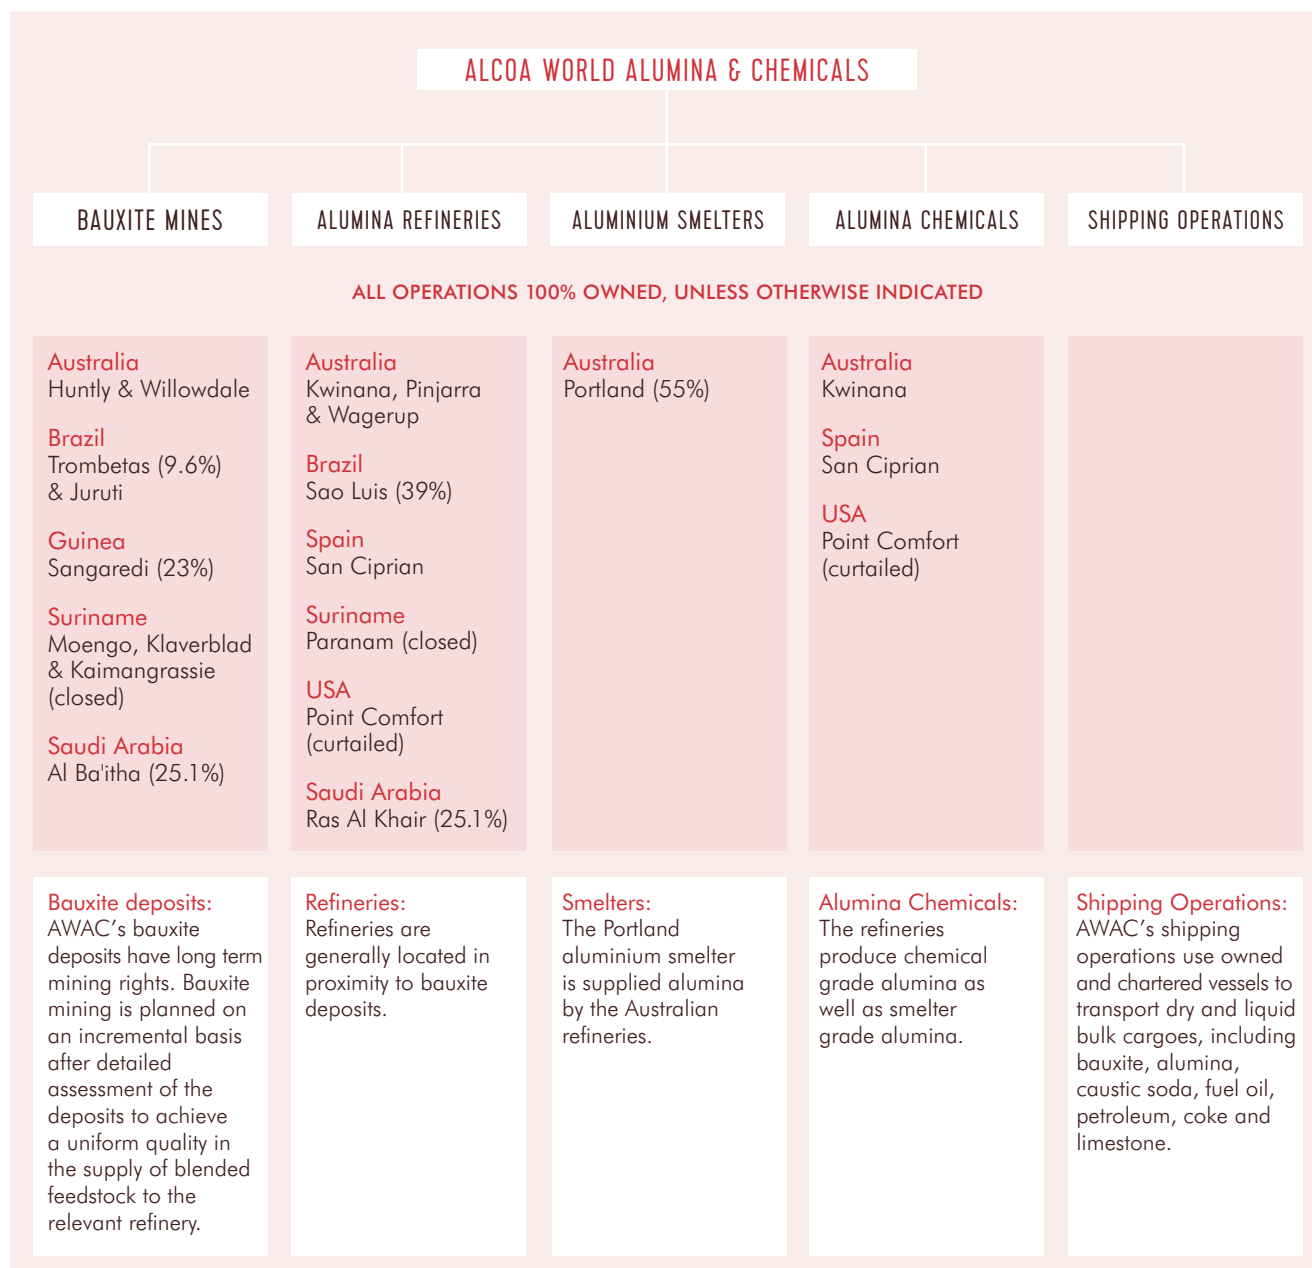 ALCOA WORLD ALUMINA & CHEMICALS
BAUXITE MINES
ALUMINA REFINERIES
ALUMINIUM SMELTERS
ALUMINA CHEMICALS
SHIPPING OPERATIONS
ALL OPERATIONS 100% OWNED, UNLESS OTHERWISE INDICATED
Australia
Huntly & Willowdale
Brazil
Trombetas (9.6%)
& Juruti
Guinea
Sangaredi (23%)
Suriname
Moengo, Klaverblad
& Kaimangrassie
(closed)
Saudi Arabia
Al Ba'itha (25.1%)
Australia
Kwinana, Pinjarra
& Wagerup
Brazil
Sao Luis (39%)
Spain
San Ciprian
Suriname
Paranam (closed)
USA
Point Comfort
(curtailed)
Saudi Arabia
Ras Al Khair (25.1%)
Australia
Portland (55%)
Australia
Kwinana
Spain
San Ciprian
USA
Point Comfort
(curtailed)
Bauxite deposits:
AWAC’s bauxite
deposits have long term
mining rights. Bauxite
mining is planned on
an incremental basis
after detailed
assessment of the
deposits to achieve
a uniform quality in
the supply of blended
feedstock to the
relevant refinery.
Refineries:
Refineries are
generally located in
proximity to bauxite
deposits.
Smelters:
The Portland
aluminium smelter
is supplied alumina
by the Australian
refineries.
Alumina Chemicals:
The refineries
produce chemical
grade alumina as
well as smelter
grade alumina.
Shipping Operations:
AWAC’s shipping
operations use owned
and chartered vessels to
transport dry and liquid
bulk cargoes, including
bauxite, alumina,
caustic soda, fuel oil,
petroleum, coke and
limestone.